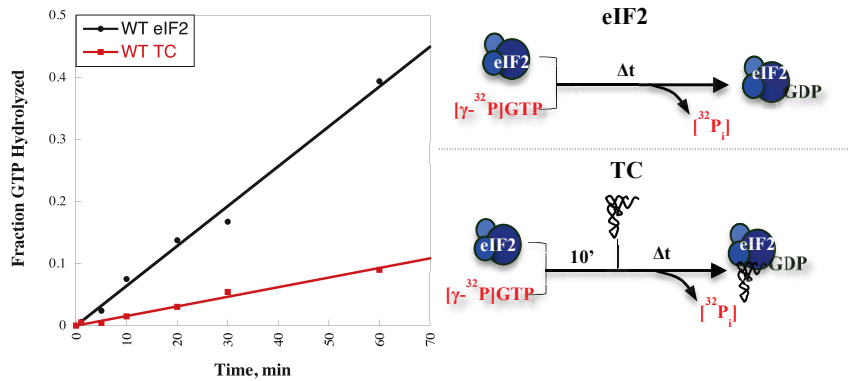 0.5
0.4
0.3
0.2
0.1
0
Fraction GTP Hydrolyzed
WT eIF2
WT TC
0 10 20 30 40 50 60 70
Time, min
eIF2
eIF2
[γ-³²P]GTP
Δt
[³²Pᵢ]
eIF2
GDP
TC
eIF2
[γ-³²P]GTP
10’
Δt
[³²Pᵢ]
eIF2
GDP